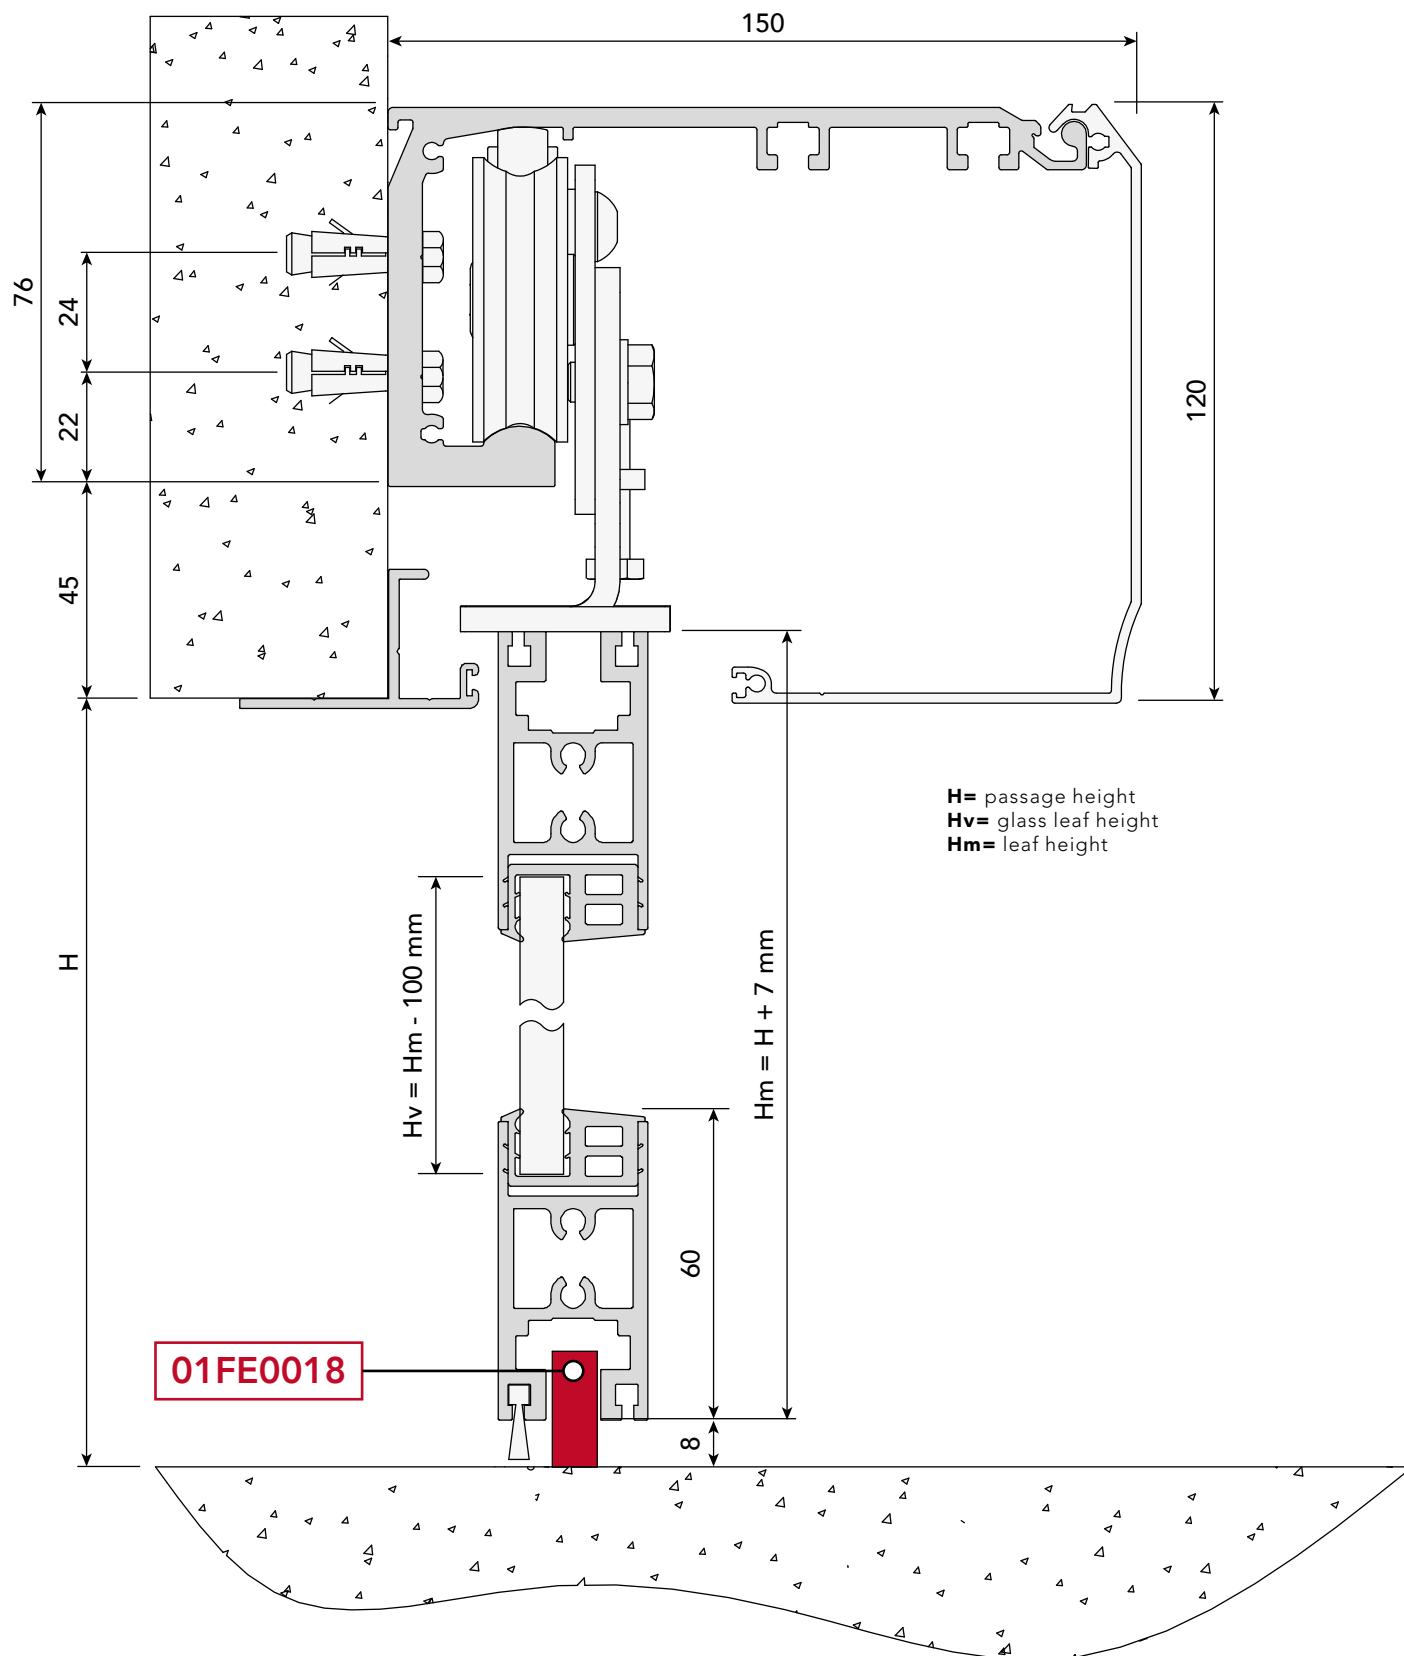 150
76
24
22
120
45
H= passage height
Hv= glass leaf height
Hm= leaf height
H
Hv = Hm - 100 mm
Hm = H + 7 mm
60
01FE0018
8